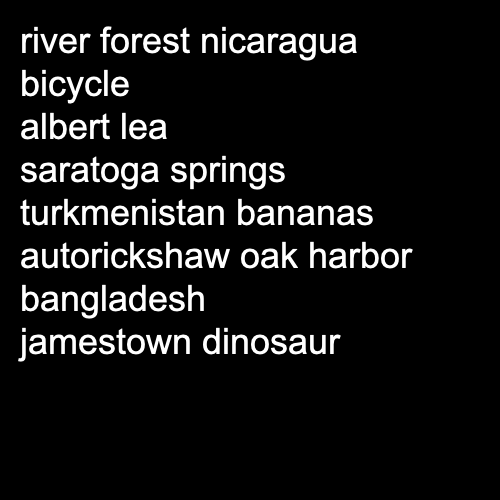 river forest nicaragua
bicycle
albert lea
saratoga springs
turkmenistan bananas
autorickshaw oak harbor
bangladesh
jamestown dinosaur